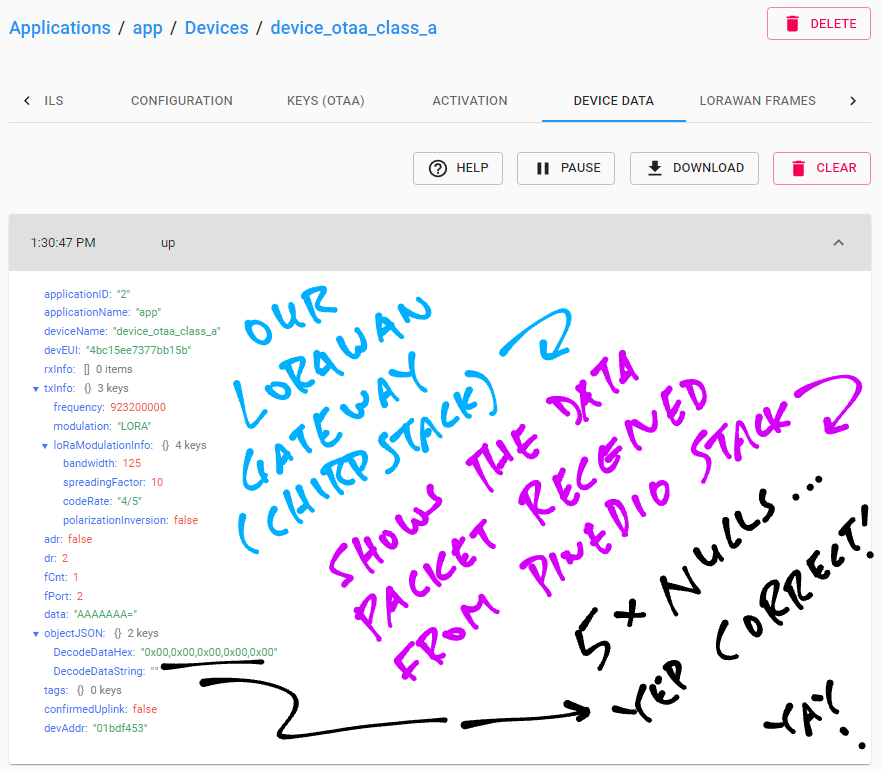 Applications / app / Devices / device_otaa_class_a
DELETE
ILS CONFIGURATION KEYS (OTAA) ACTIVATION DEVICE DATA LORAWAN FRAMES
HELP PAUSE DOWNLOAD CLEAR
1:30:47 PM up
applicationID: "2"
applicationName: "app"
deviceName: "device_otaa_class_a"
devEUI: "4bc15ee7377bb15b"
rxInfo: [] 0 items
txInfo: {} 3 keys
frequency: 923200000
modulation: "LORA"
loRaModulationInfo: {} 4 keys
bandwidth: 125
spreadingFactor: 10
codeRate: "4/5"
polarizationInversion: false
adr: false
dr: 2
fCnt: 1
fPort: 2
data: "AAAAAAA="
objectJSON: {} 2 keys
DecodeDataHex: "0x00,0x00,0x00,0x00,0x00"
DecodeDataString: ""
tags: {} 0 keys
confirmedUplink: false
devAddr: "01bdf453"
OUR
LORAWAN
GATEWAY
(CHIRPSTACK)
SHOWS THE DATA
PACKET RECEIVED
FROM PINEDIO STACK
5 x NULLS...
YEP CORRECT!
YAY!